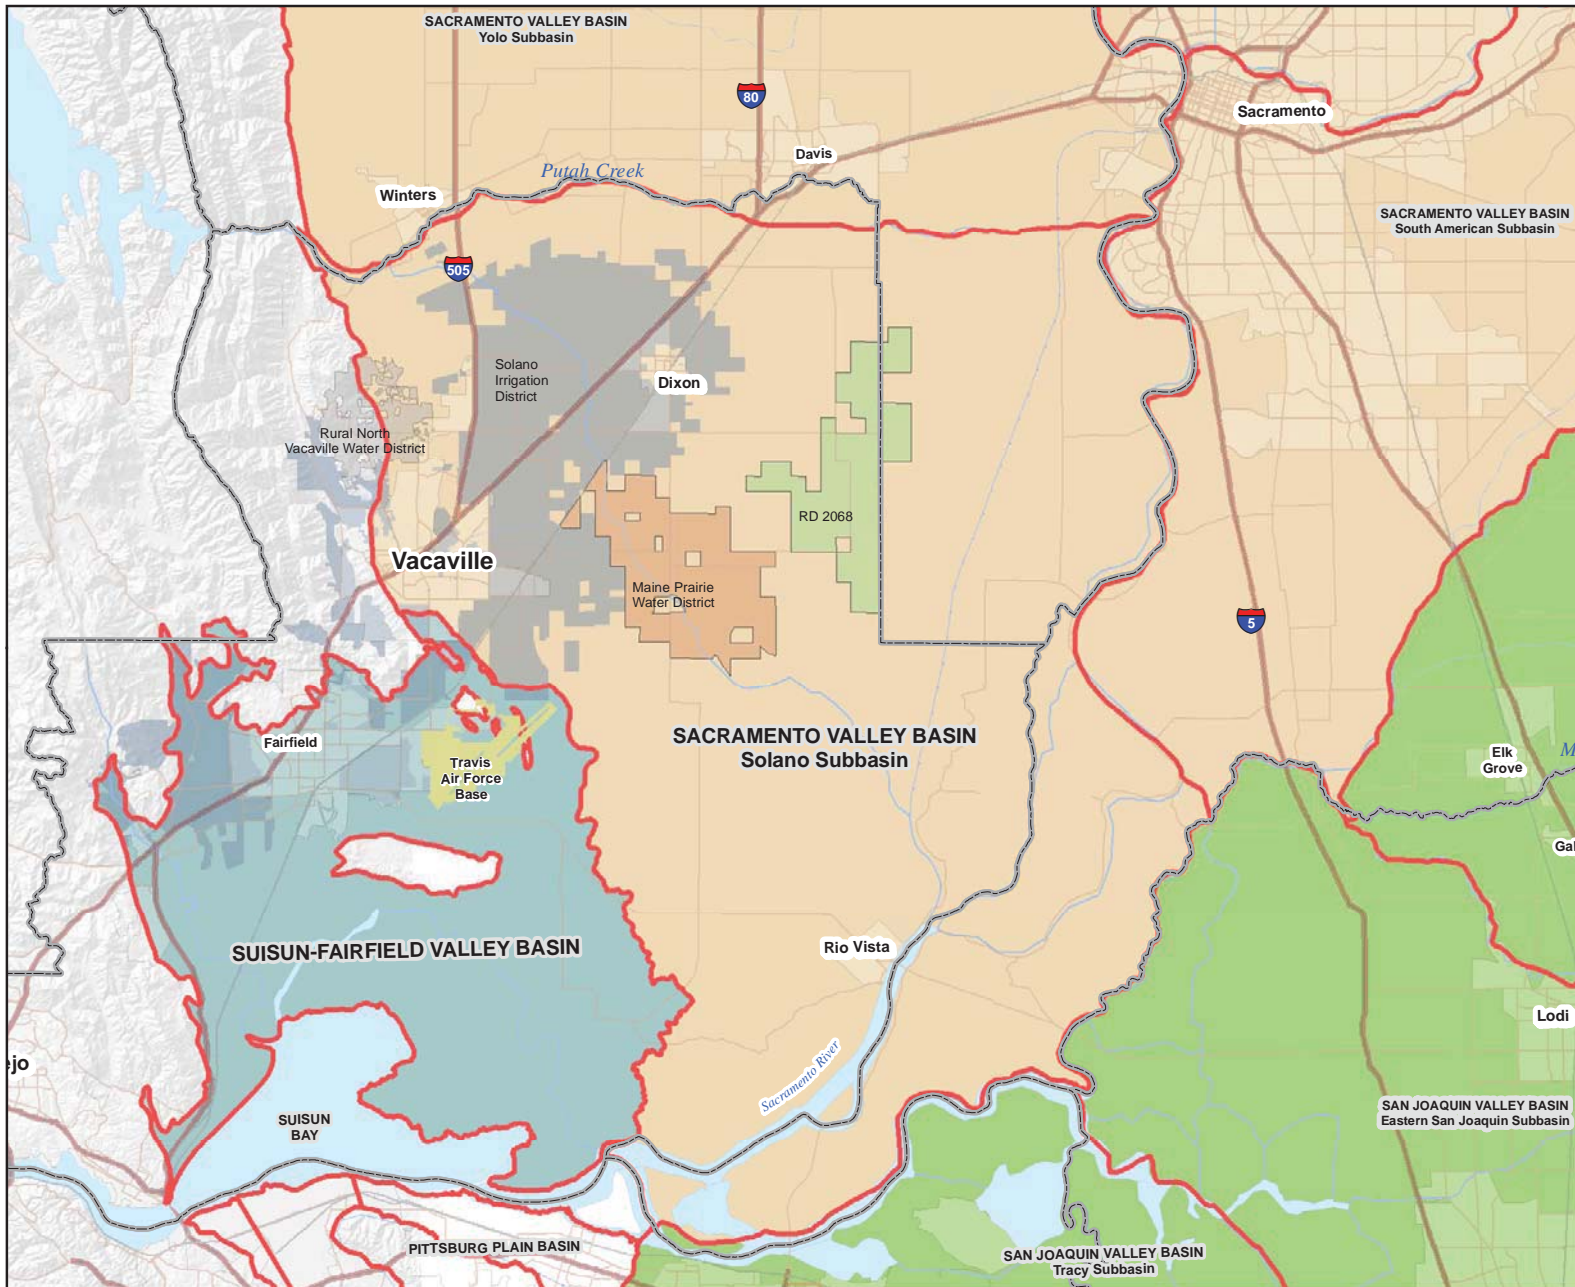 SACRAMENTO VALLEY BASIN
Yolo Subbasin
80
Sacramento
Davis
Putah Creek
Winters
SACRAMENTO VALLEY BASIN
South American Subbasin
505
Solano
Irrigation
District
Dixon
Rural North
Vacaville Water District
RD 2068
Vacaville
Maine Prairie
Water District
5
SACRAMENTO VALLEY BASIN
Solano Subbasin
Fairfield
Travis
Air Force
Base
Elk
Grove
M
Gal
SUISUN-FAIRFIELD VALLEY BASIN
Rio Vista
Lodi
ejo
Sacramento River
SUISUN
BAY
SAN JOAQUIN VALLEY BASIN
Eastern San Joaquin Subbasin
PITTSBURG PLAIN BASIN
SAN JOAQUIN VALLEY BASIN
Tracy Subbasin